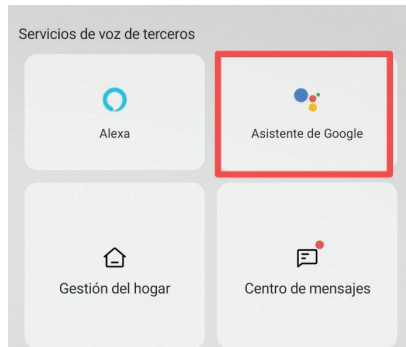 Servicios de voz de terceros
Alexa
Asistente de Google
Gestión del hogar
Centro de mensajes